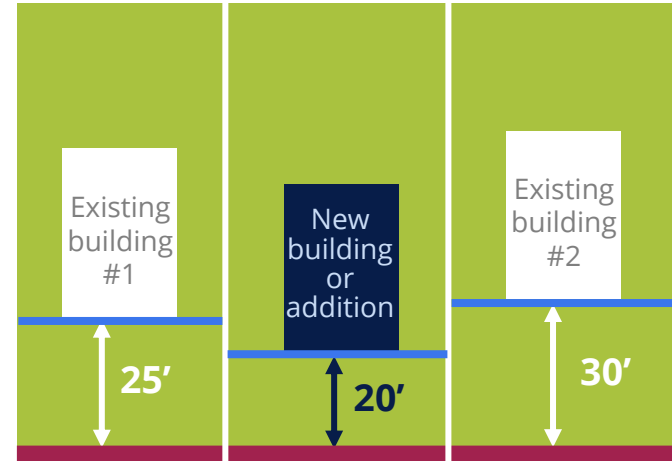 Existing
building
#1
25’
New
building
or
addition
20’
Existing
building
#2
30’